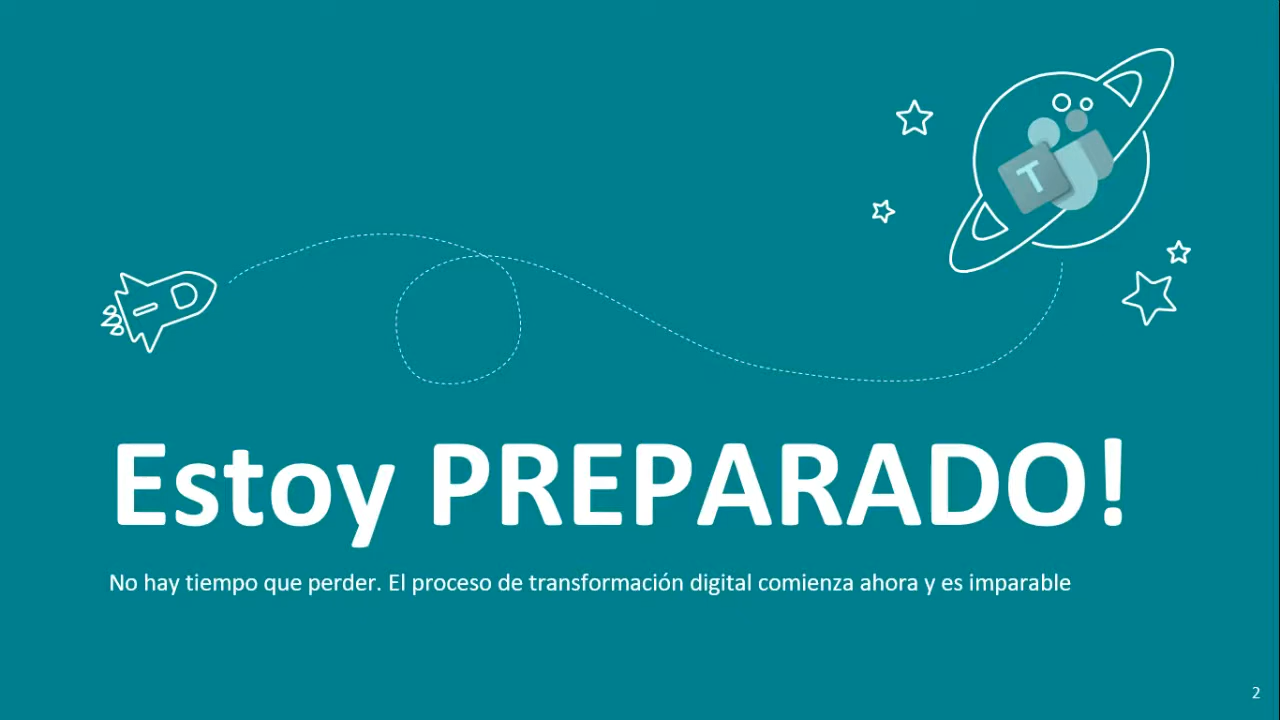 T
Estoy PREPARADO!
No hay tiempo que perder. El proceso de transformación digital comienza ahora y es imparable
2